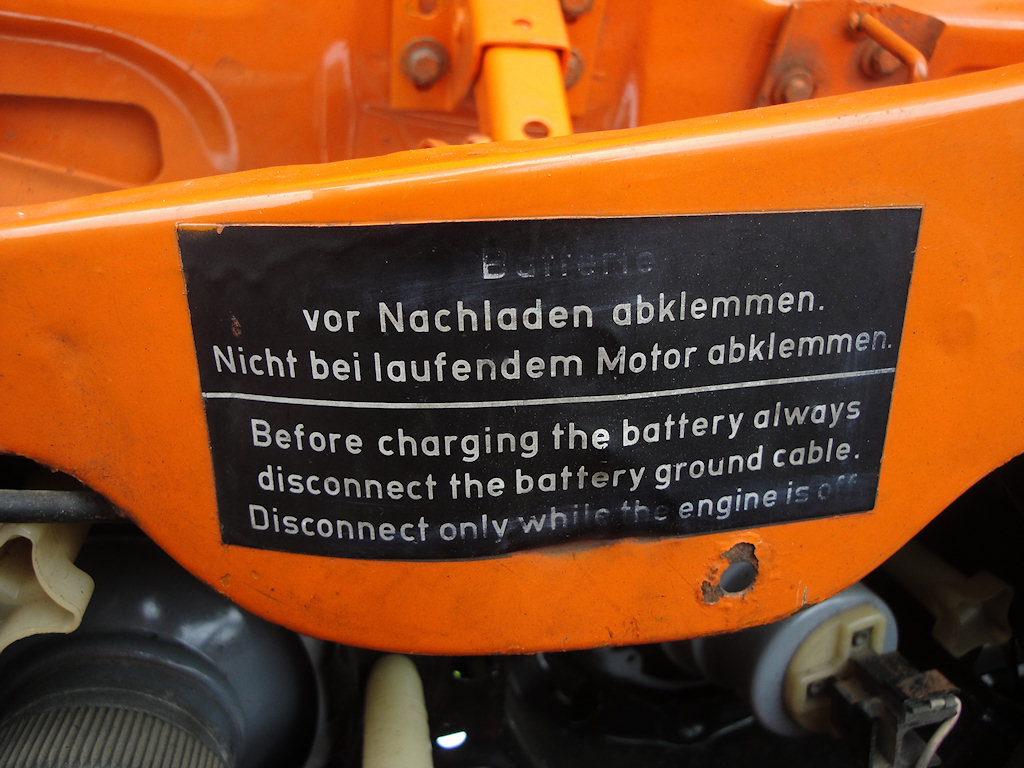 Batterie
vor Nachladen abklemmen.
Nicht bei laufendem Motor abklemmen.
Before charging the battery always
disconnect the battery ground cable.
Disconnect only while the engine is off